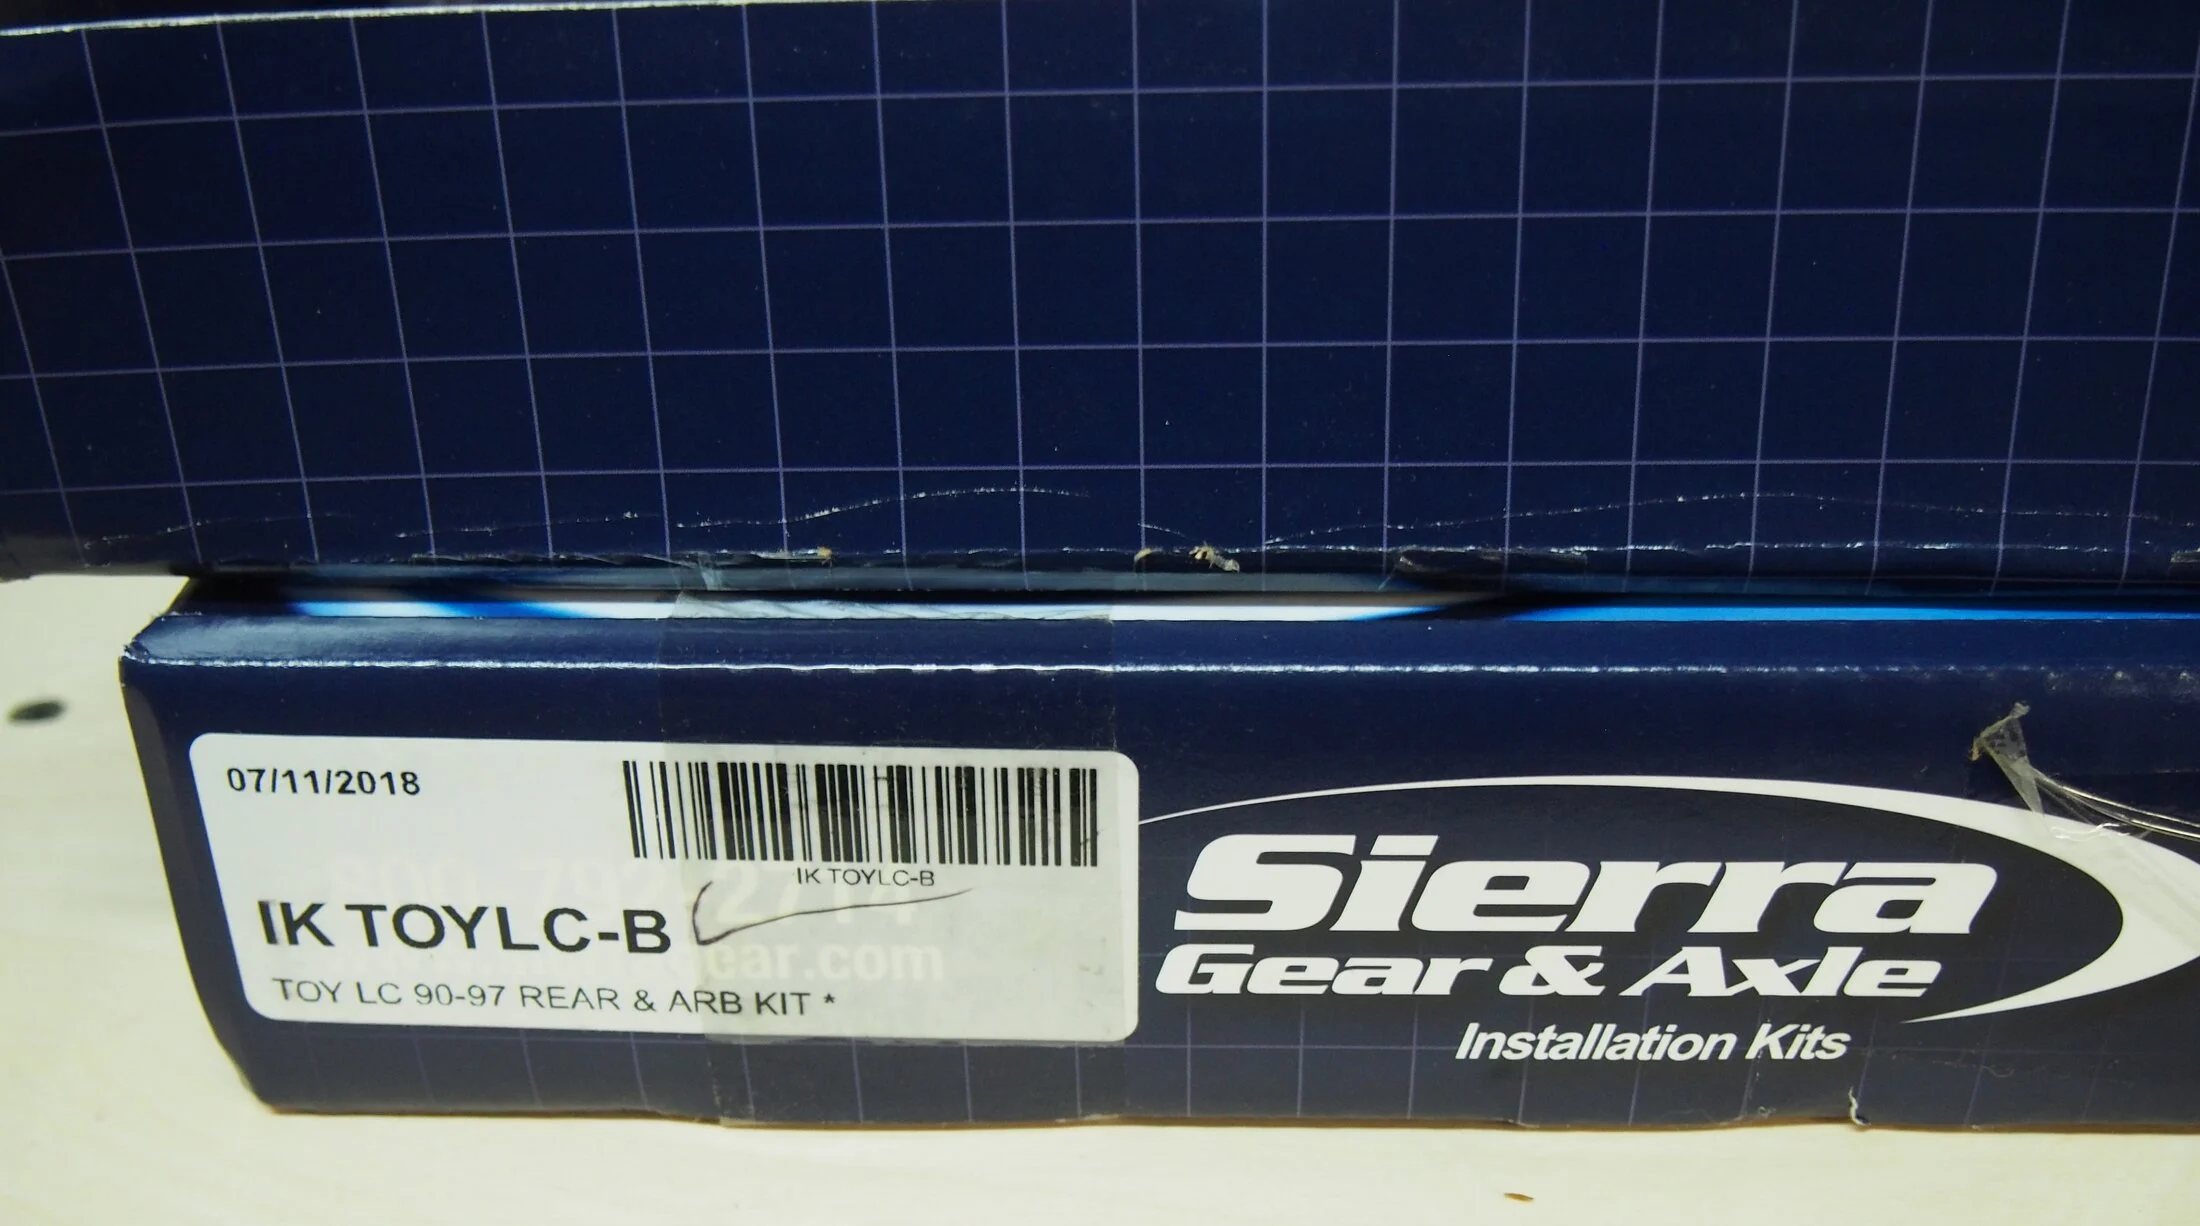 07/11/2018
IK TOYLC-B
IK TOYLC-B
TOY LC 90-97 REAR & ARB KIT *
Sierra
Gear & Axle
Installation Kits